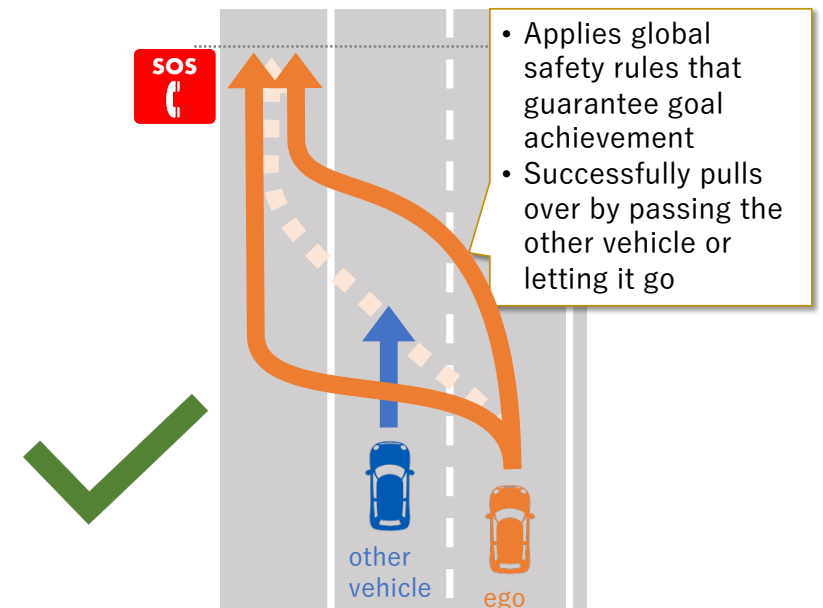 SOS
• Applies global
safety rules that
guarantee goal
achievement
• Successfully pulls
over by passing the
other vehicle or
letting it go
other
vehicle
ego